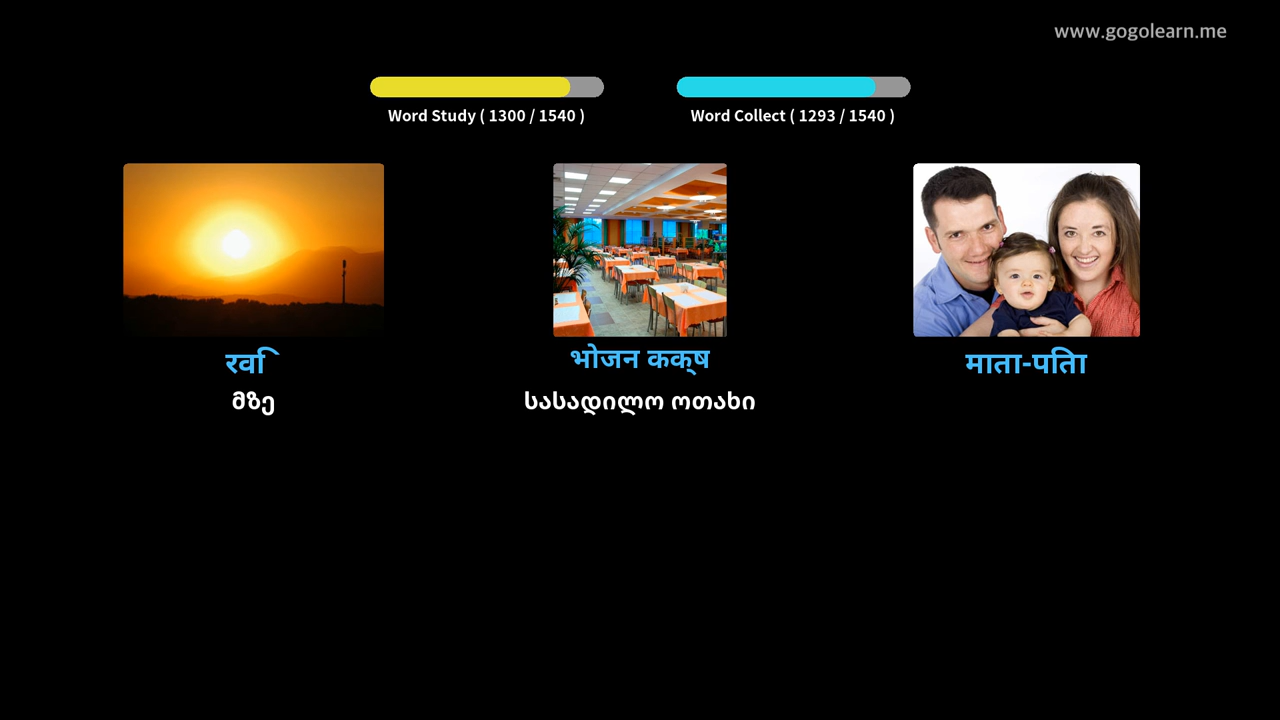 www.gogolearn.me
Word Study ( 1300 / 1540 )
Word Collect ( 1293 / 1540 )
रवि
भोजन कक्ष
माता-पिता
მზე
სასადილო ოთახი